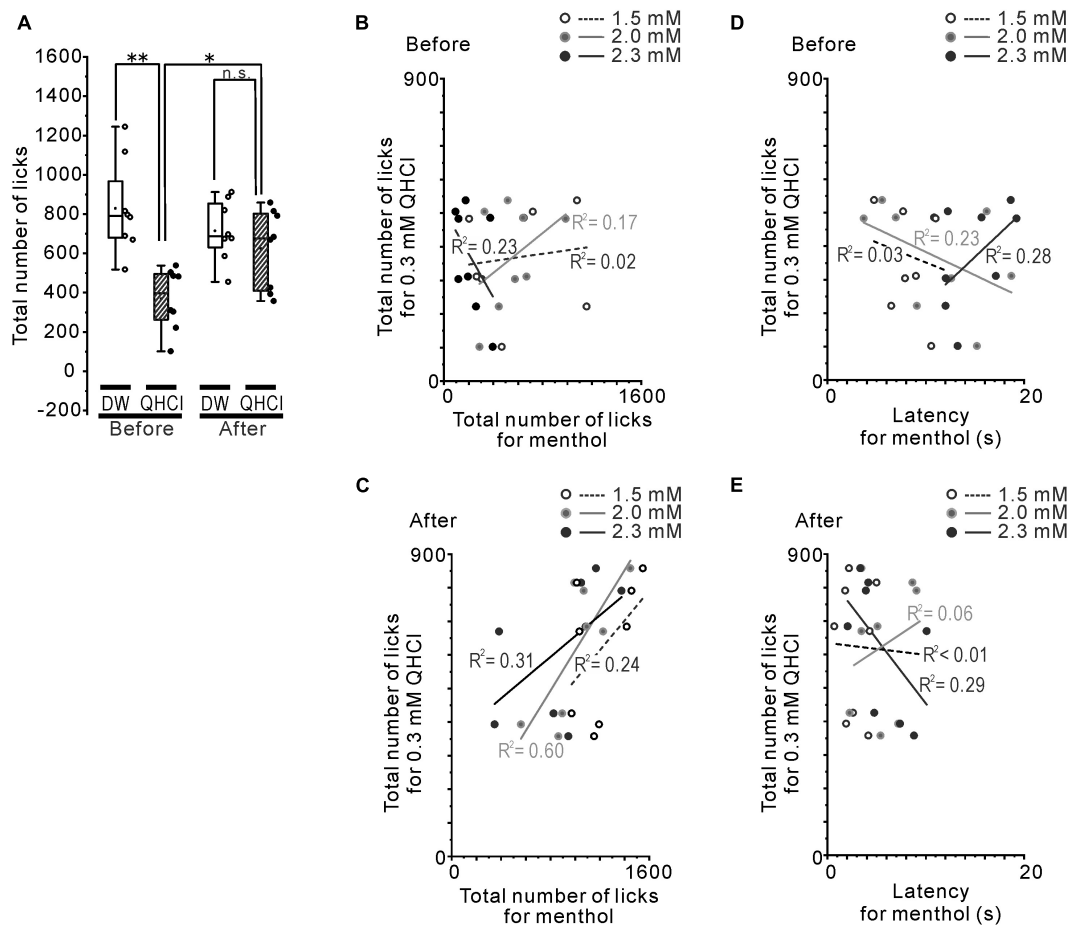 A
1600
1400
1200
1000
800
600
400
200
0
-200
Total number of licks
**
*
n.s.
DW QHCl DW QHCl
Before After
B
Before
1.5 mM
2.0 mM
2.3 mM
900
0
Total number of licks
for 0.3 mM QHCl
R²= 0.17
R²= 0.23
R²= 0.02
0 1600
Total number of licks
for menthol
D
Before
1.5 mM
2.0 mM
2.3 mM
900
0
Total number of licks
for 0.3 mM QHCl
R²= 0.23
R²= 0.03
R²= 0.28
0 20
Latency
for menthol (s)
C
After
1.5 mM
2.0 mM
2.3 mM
900
0
Total number of licks
for 0.3 mM QHCl
R²= 0.31
R²= 0.24
R²= 0.60
0 1600
Total number of licks
for menthol
E
After
1.5 mM
2.0 mM
2.3 mM
900
0
Total number of licks
for 0.3 mM QHCl
R²= 0.06
R²< 0.01
R²= 0.29
0 20
Latency
for menthol (s)